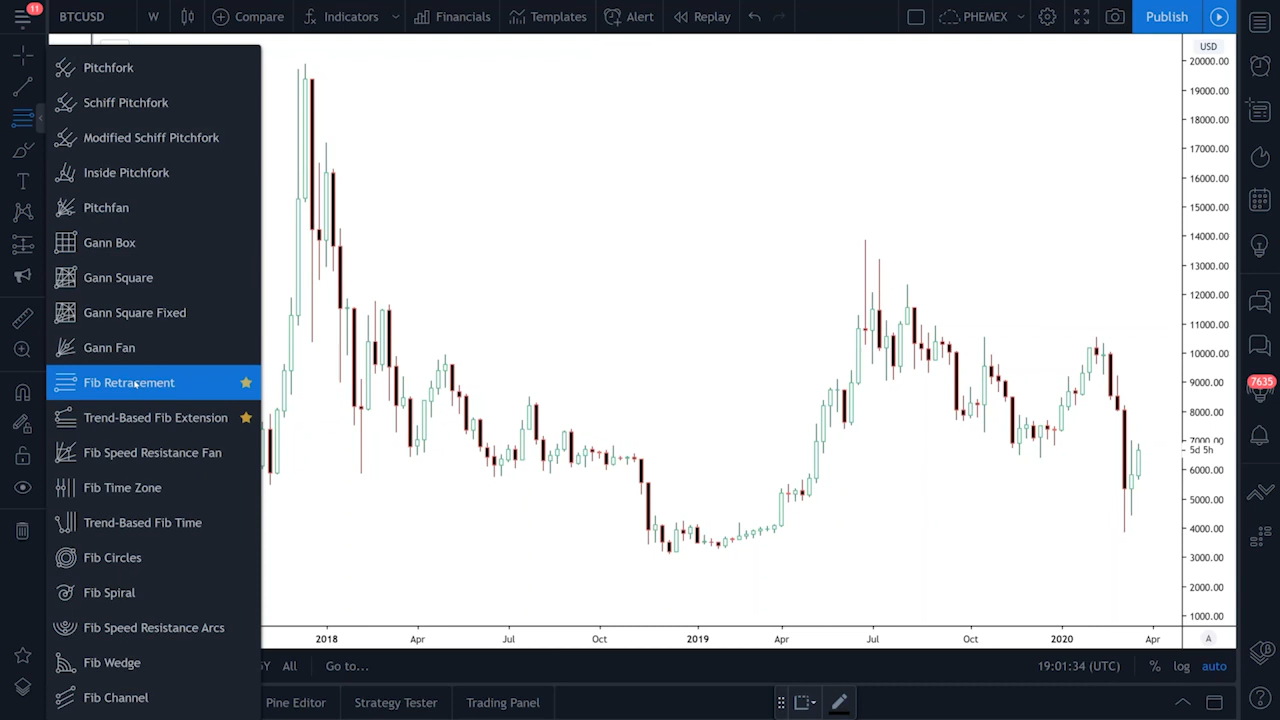 11
BTCUSD W Compare Indicators Financials Templates Alert Replay PHEMEX Publish
Pitchfork
Schiff Pitchfork
Modified Schiff Pitchfork
Inside Pitchfork
Pitchfan
Gann Box
Gann Square
Gann Square Fixed
Gann Fan
Fib Retracement
Trend-Based Fib Extension
Fib Speed Resistance Fan
Fib Time Zone
Trend-Based Fib Time
Fib Circles
Fib Spiral
Fib Speed Resistance Arcs
Fib Wedge
Fib Channel
USD
20000.00
19000.00
18000.00
17000.00
16000.00
15000.00
14000.00
13000.00
12000.00
11000.00
10000.00
9000.00
8000.00
7000.00
5d 5h
6000.00
5000.00
4000.00
3000.00
2000.00
1000.00
7635
2018 Apr Jul Oct 2019 Apr Jul Oct 2020 Apr A
5Y All Go to... 19:01:34 (UTC) % log auto
Pine Editor Strategy Tester Trading Panel